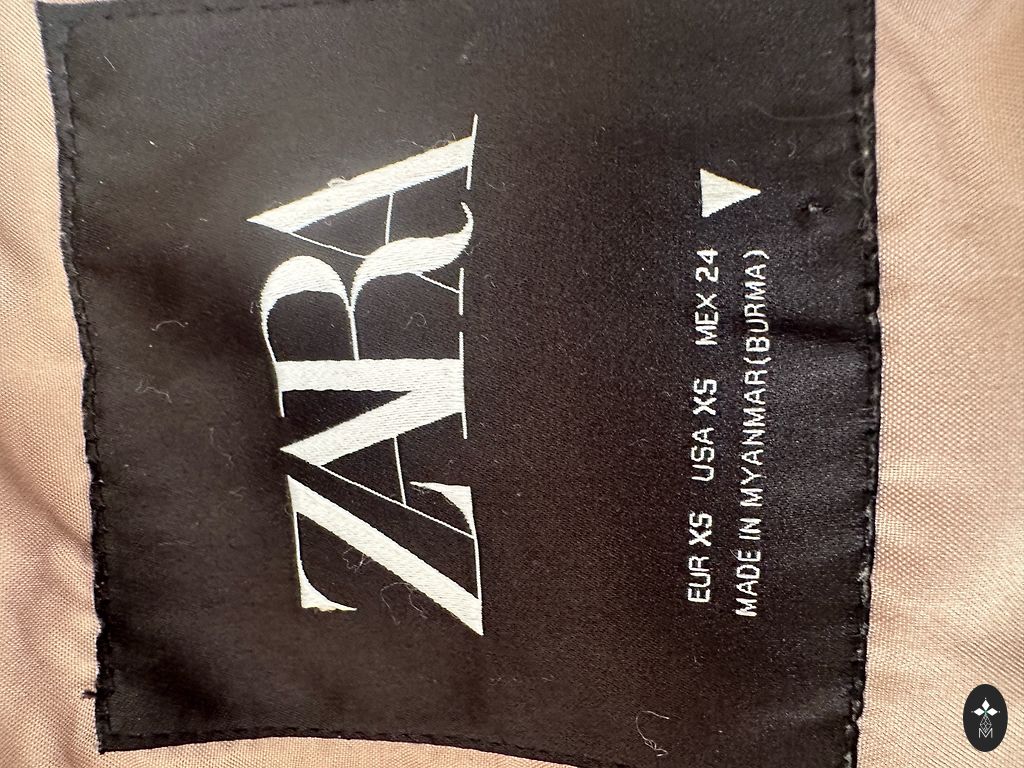 ZARA
EUR XS USA XS MEX 24
MADE IN MYANMAR(BURMA)
M